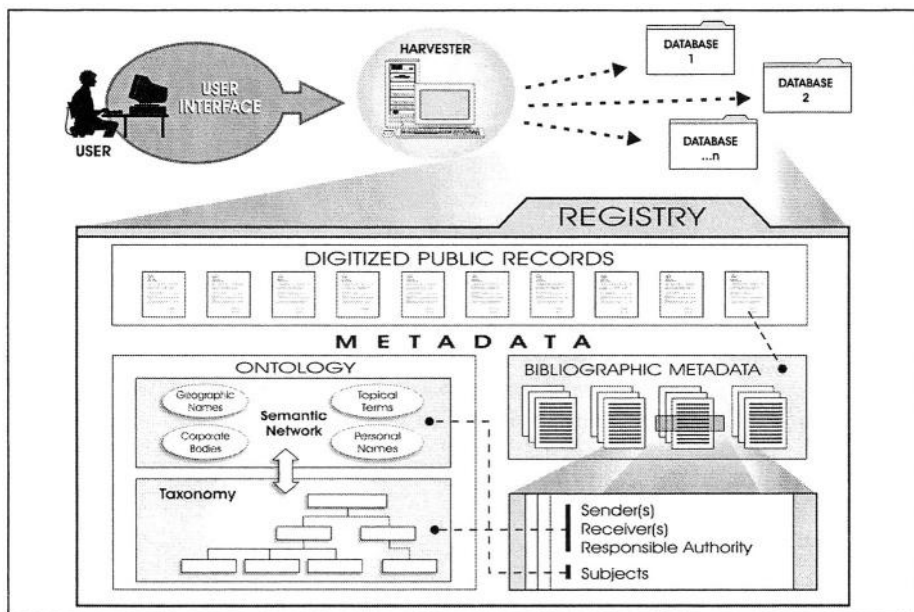 HARVESTER
DATABASE
1
DATABASE
2
DATABASE
...n
USER
INTERFACE
USER
REGISTRY
DIGITIZED PUBLIC RECORDS
METADATA
ONTOLOGY
Geographic
Names
Topical
Terms
Semantic
Network
Corporate
Bodies
Personal
Names
Taxonomy
BIBLIOGRAPHIC METADATA
Sender(s)
Receiver(s)
Responsible Authority
Subjects